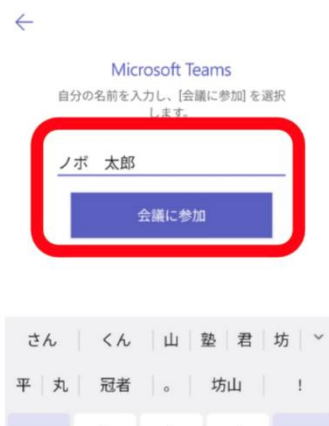 Microsoft Teams
自分の名前を入力し、[会議に参加] を選択
します。
ノボ　太郎
会議に参加
さん くん 山 塾 君 坊
平 丸 冠者 。 坊山 !